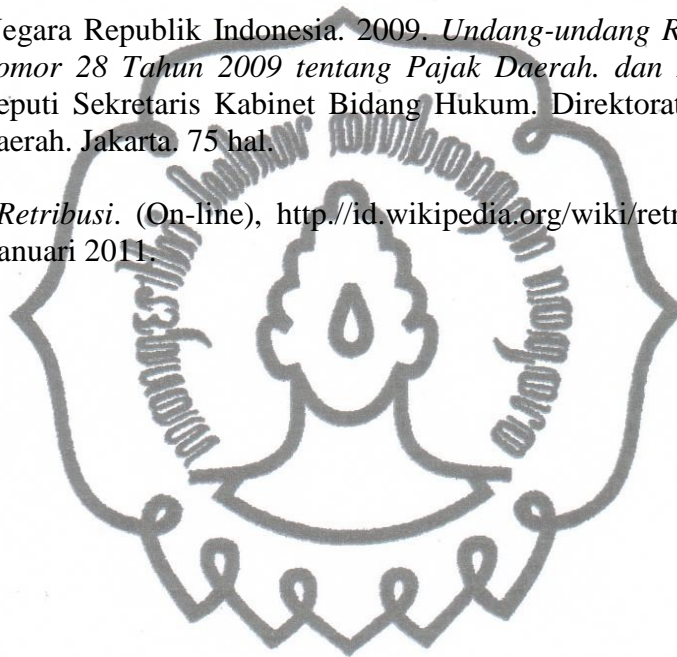 Negara Republik Indonesia. 2009. Undang-undang R
omor 28 Tahun 2009 tentang Pajak Daerah. dan
eputi Sekretaris Kabinet Bidang Hukum. Direktorat
aerah. Jakarta. 75 hal.
Retribusi. (On-line), http.//id.wikipedia.org/wiki/retr
anuari 2011.